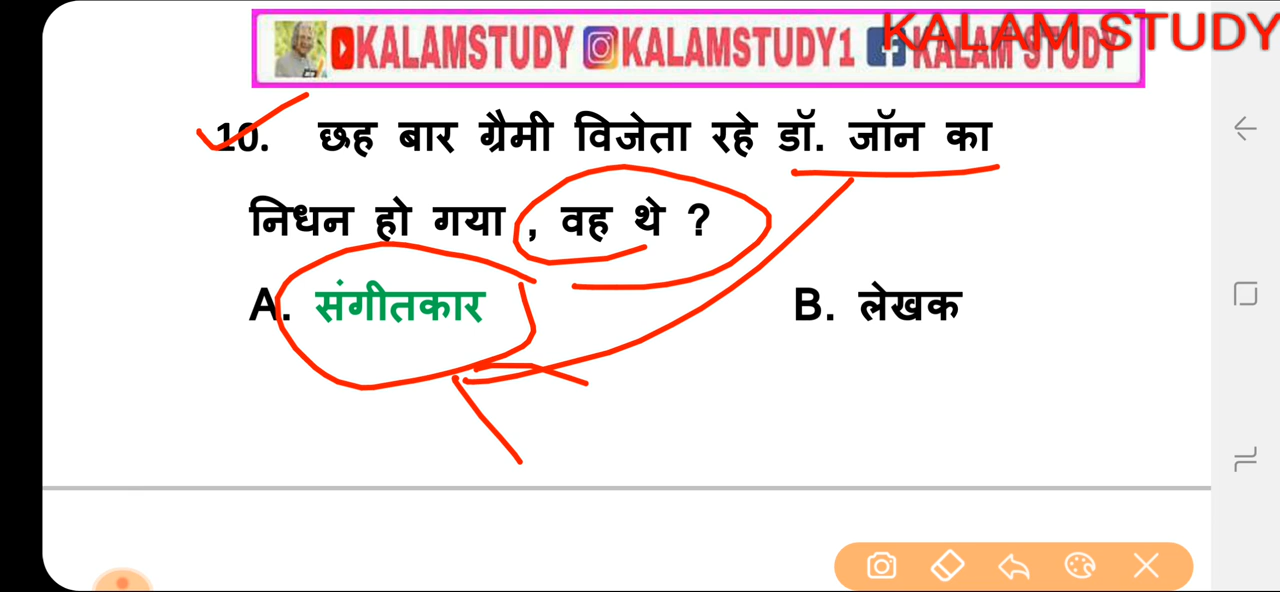 KALAMSTUDY KALAMSTUDY1 KALAM STUDY KALAM STUDY
10. छह बार ग्रैमी विजेता रहे डॉ. जॉन का
निधन हो गया , वह थे ?
A. संगीतकार B. लेखक